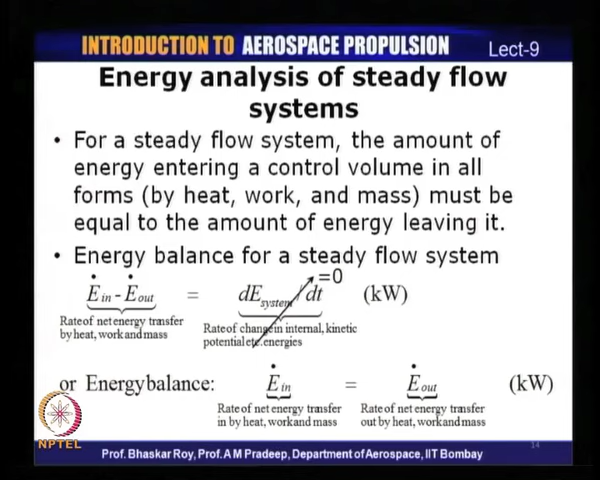 INTRODUCTION TO AEROSPACE PROPULSION Lect-9
Energy analysis of steady flow
systems
• For a steady flow system, the amount of
energy entering a control volume in all
forms (by heat, work, and mass) must be
equal to the amount of energy leaving it.
• Energy balance for a steady flow system
Ėin - Ėout = dEsystem/dt =0 (kW)
Rate of net energy transfer
by heat, work and mass
Rate of change in internal, kinetic
potential etc. energies
or Energy balance: Ėin = Ėout (kW)
Rate of net energy transfer
in by heat, work and mass
Rate of net energy transfer
out by heat, work and mass
NPTEL
14
Prof. Bhaskar Roy, Prof. A M Pradeep, Department of Aerospace, IIT Bombay